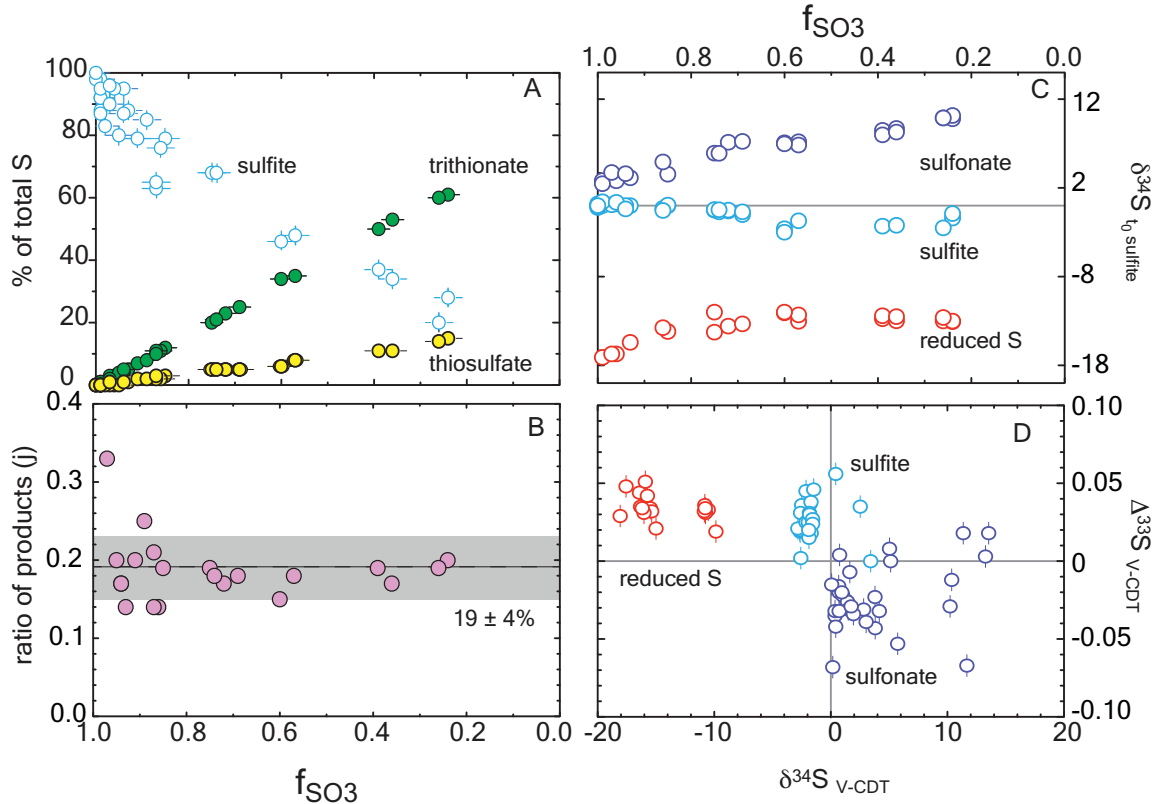 A
100
80
60
40
20
0
% of total S
sulfite
trithionate
thiosulfate
B
0.4
0.3
0.2
0.1
0.0
ratio of products (j)
19 ± 4%
1.0 0.8 0.6 0.4 0.2 0.0
fSO3
fSO3
1.0 0.8 0.6 0.4 0.2 0.0
C
12
2
-8
-18
δ34S t0 sulfite
sulfonate
sulfite
reduced S
D
0.10
0.05
0
-0.05
-0.10
Δ33S V-CDT
sulfite
reduced S
sulfonate
-20 -10 0 10 20
δ34S V-CDT